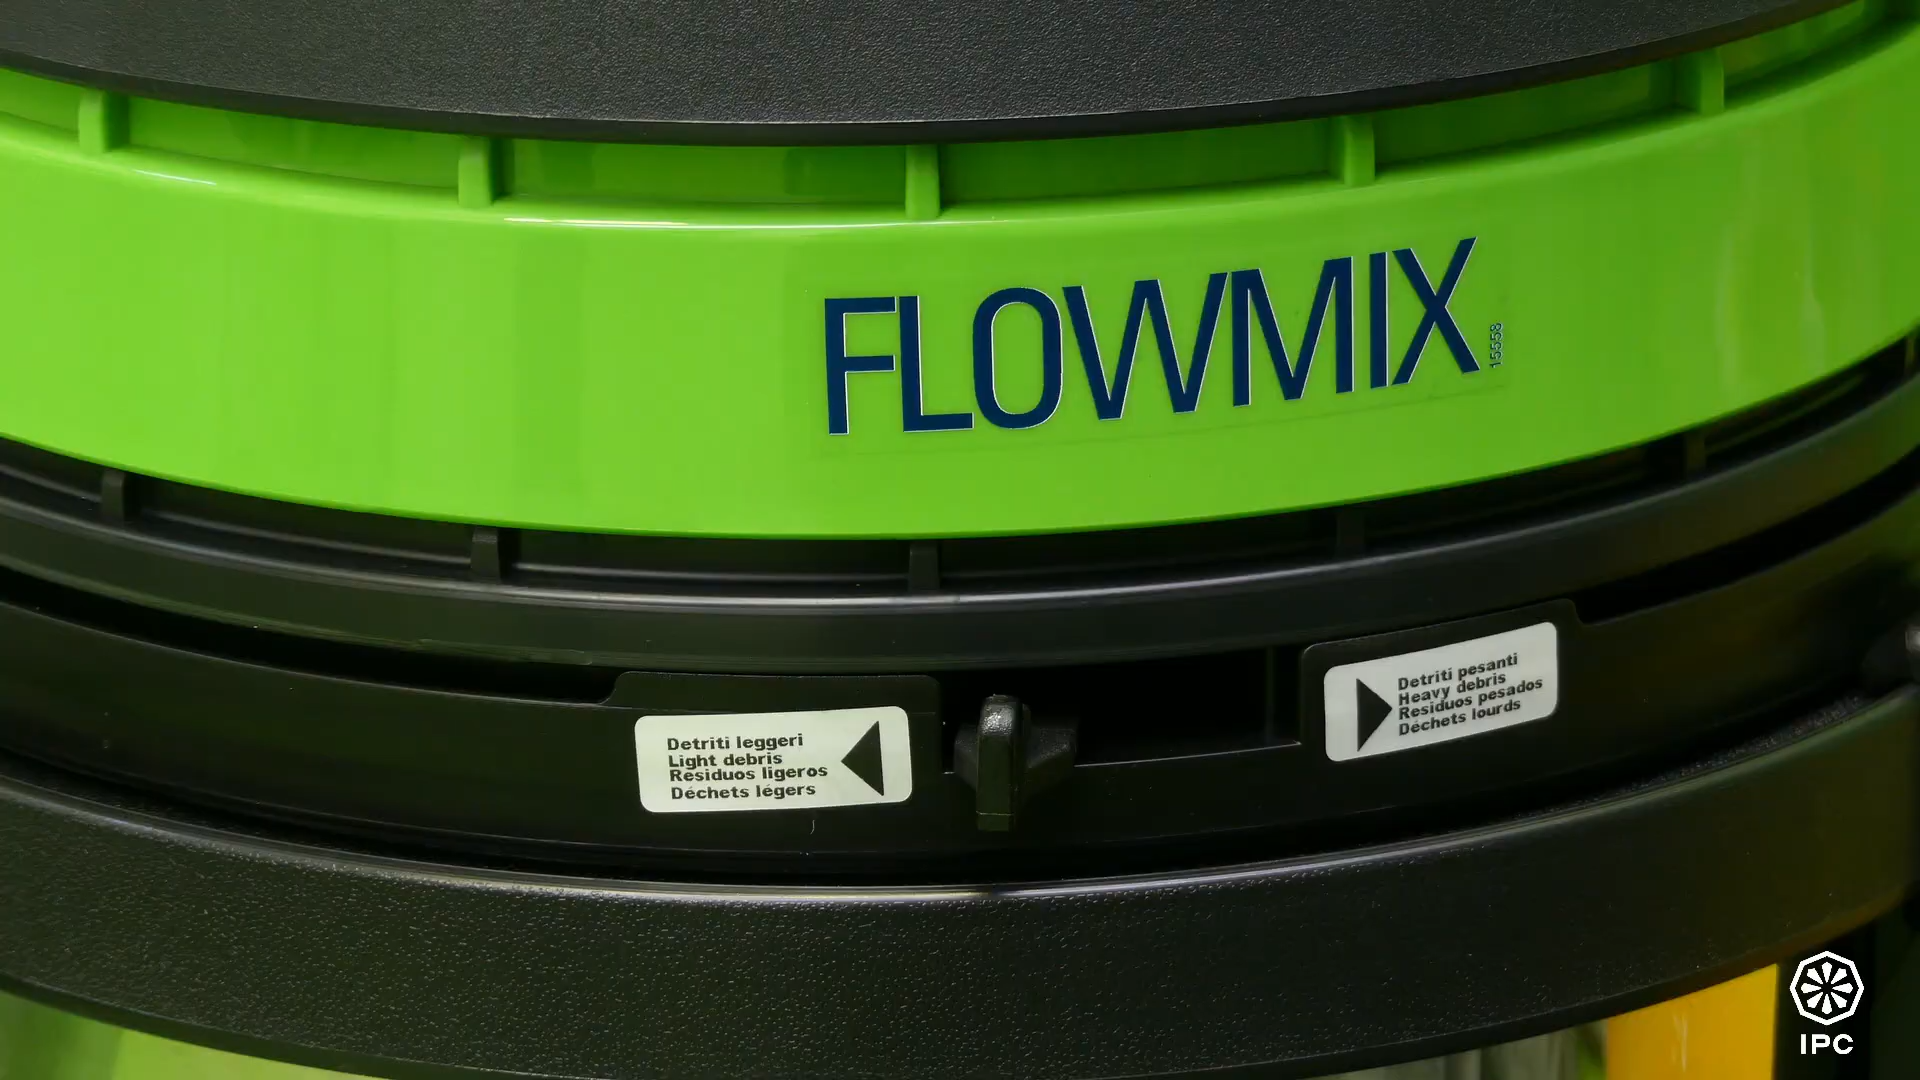 FLOWMIX
15558
Detriti leggeri
Light debris
Residuos ligeros
Déchets légers
Detriti pesanti
Heavy debris
Residuos pesados
Déchets lourds
IPC